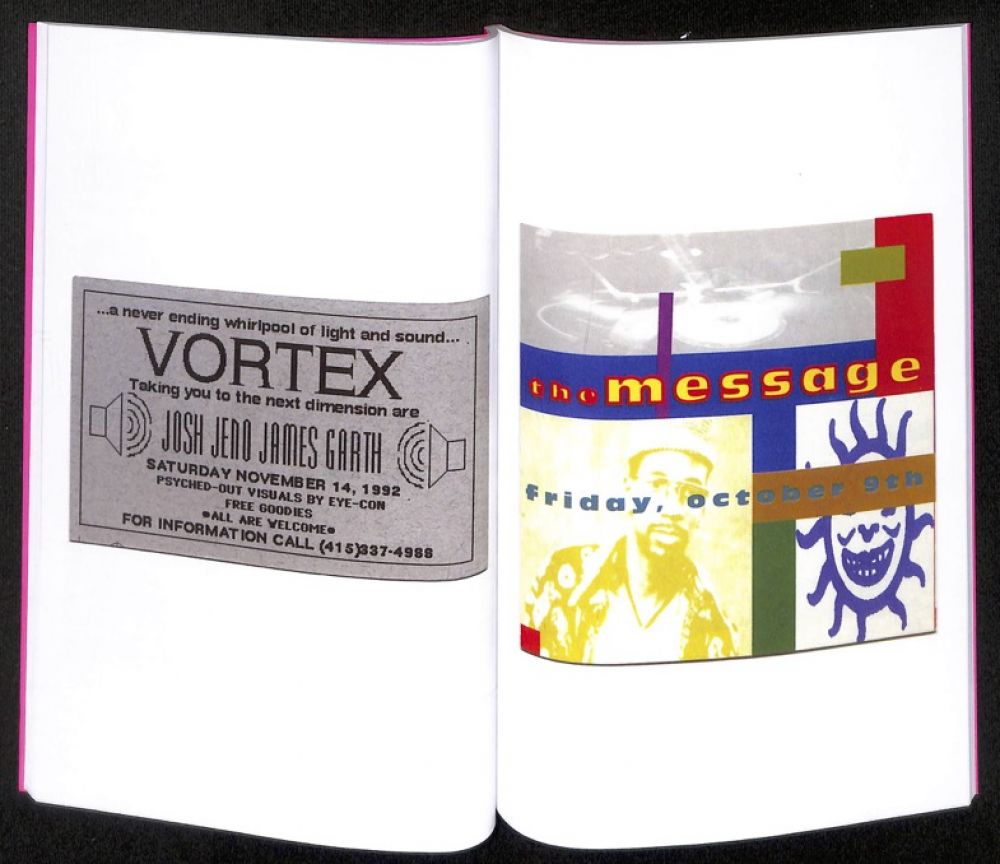 ...a never ending whirlpool of light and sound...
VORTEX
Taking you to the next dimension are
JOSH JENO JAMES GARTH
SATURDAY NOVEMBER 14, 1992
PSYCHED-OUT VISUALS BY EYE-CON
FREE GOODIES
•ALL ARE WELCOME•
FOR INFORMATION CALL (415)337-4988
the message
friday, october 9th